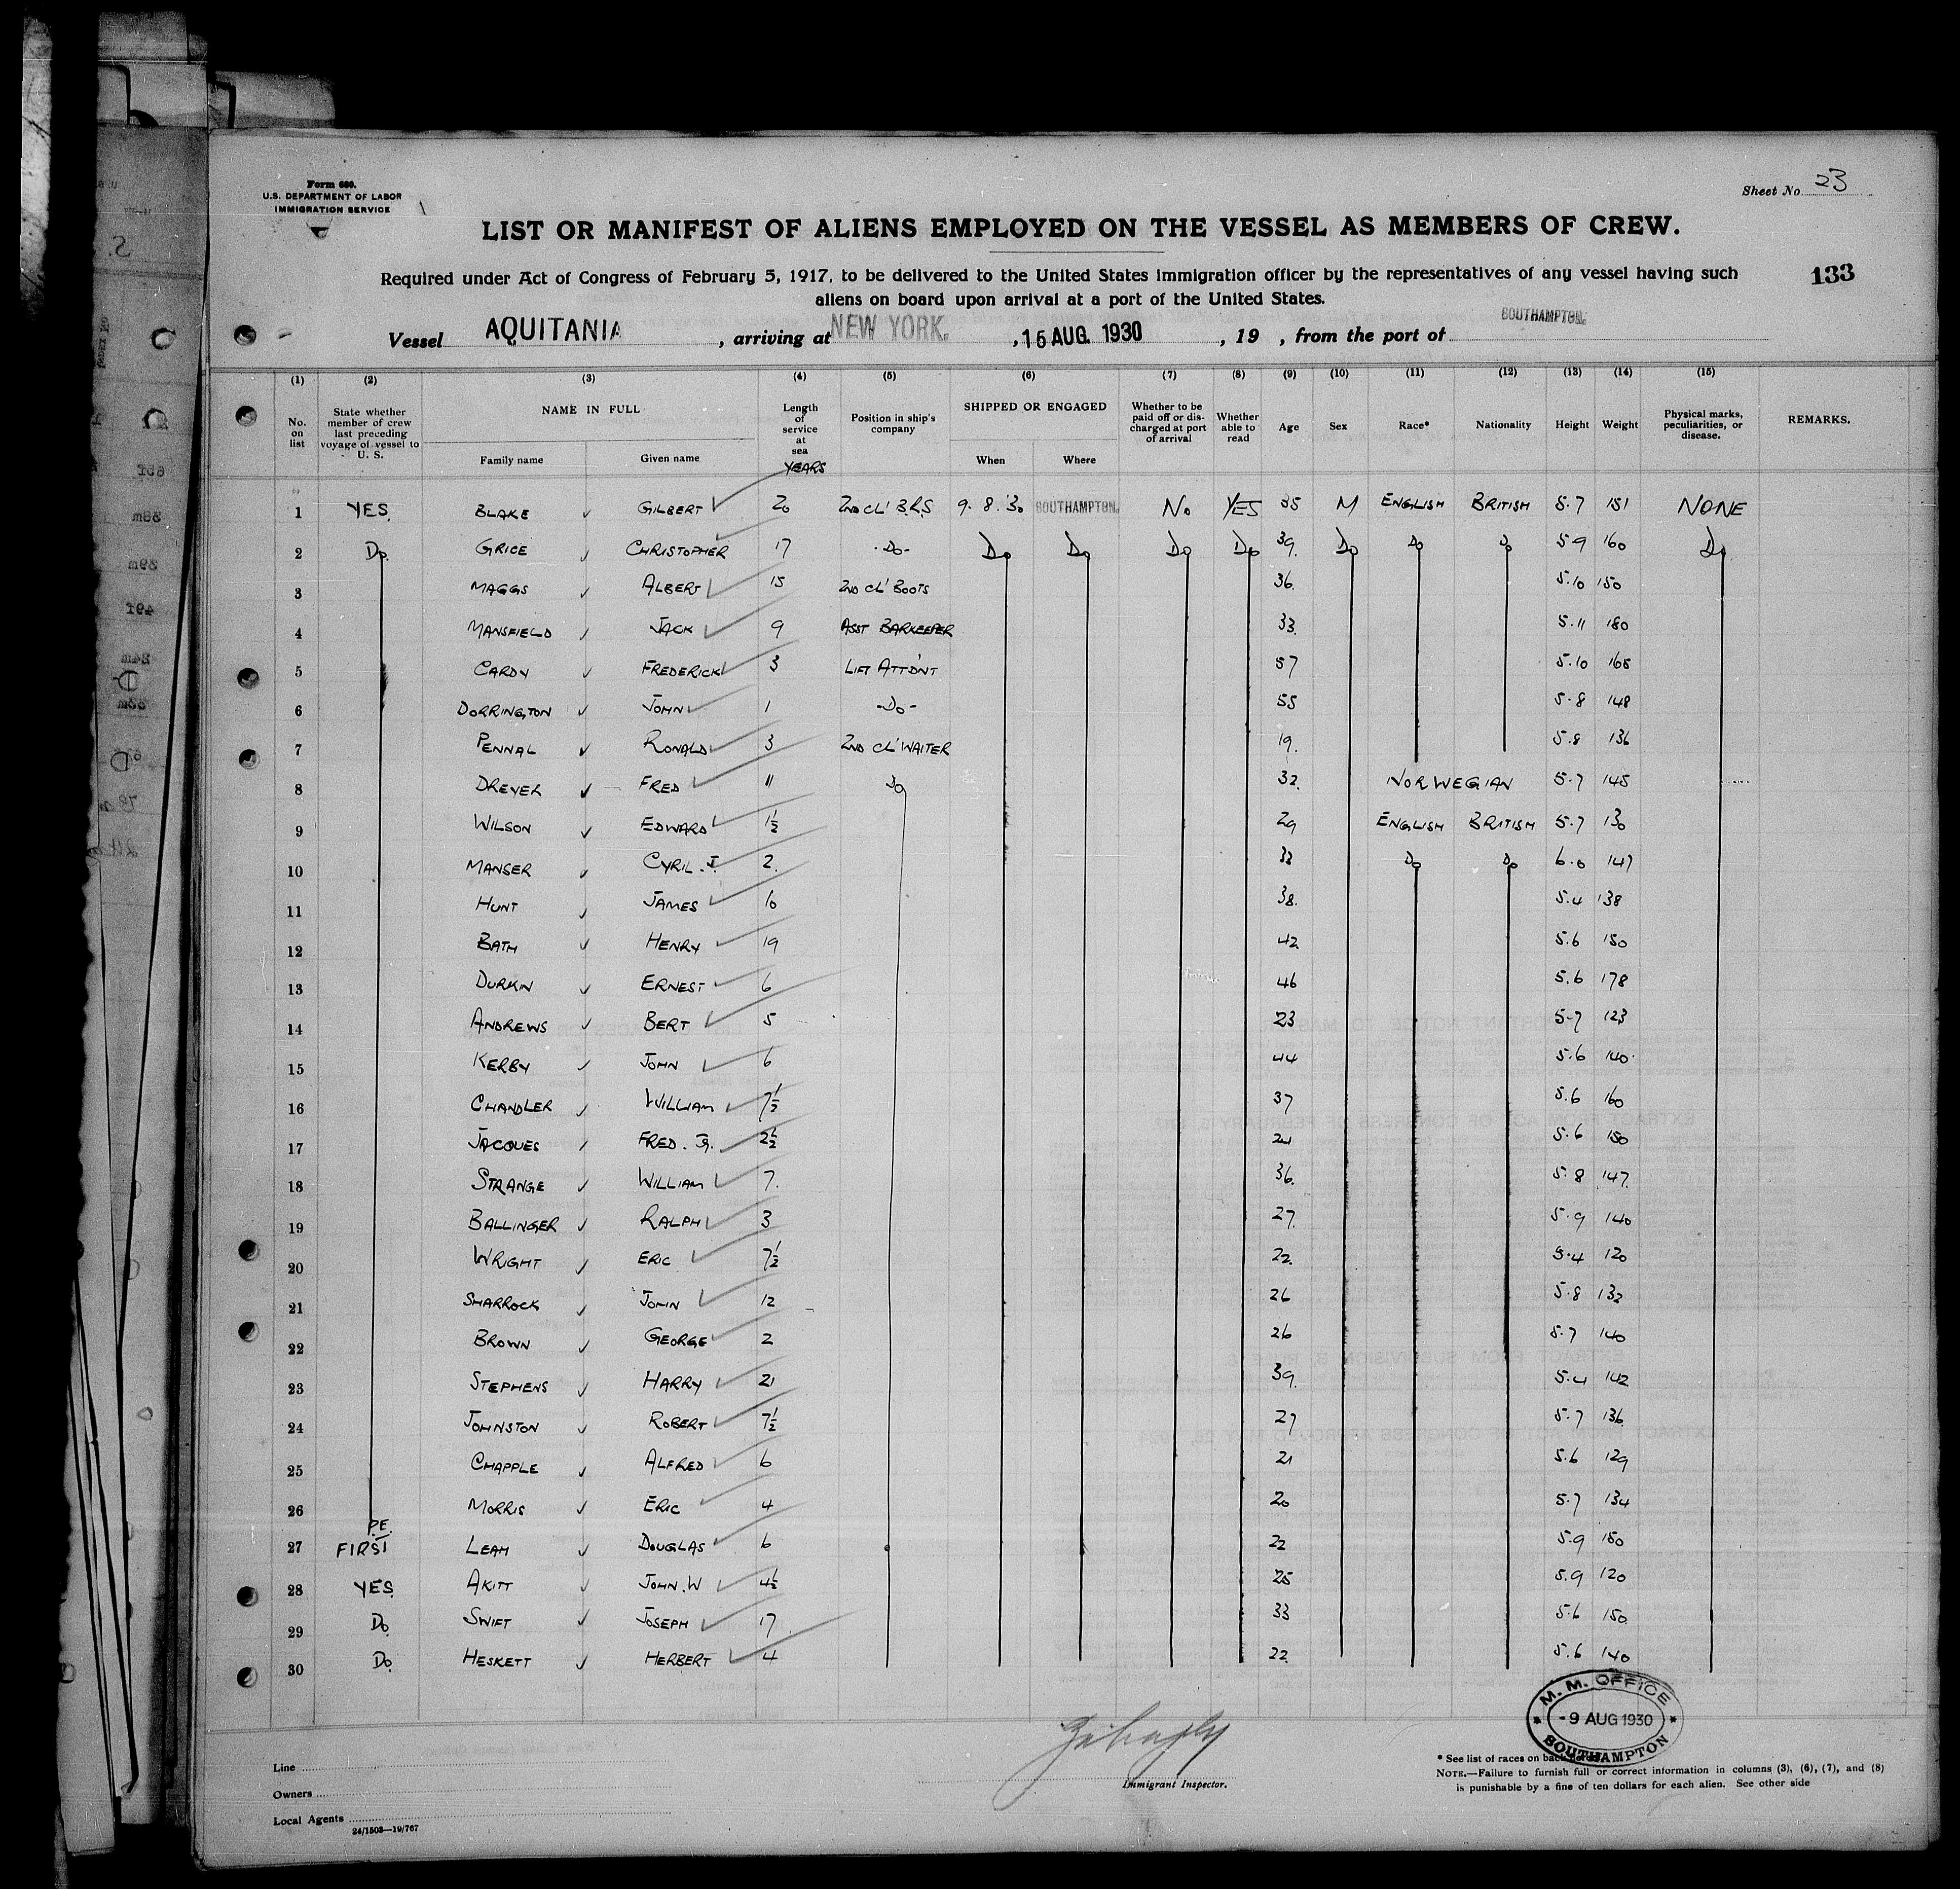 Form 680.
U.S. DEPARTMENT OF LABOR
IMMIGRATION SERVICE
Sheet No. 23
LIST OR MANIFEST OF ALIENS EMPLOYED ON THE VESSEL AS MEMBERS OF CREW.
Required under Act of Congress of February 5, 1917, to be delivered to the United States immigration officer by the representatives of any vessel having such
aliens on board upon arrival at a port of the United States.
133
Vessel AQUITANIA, arriving at NEW YORK., 16 AUG. 1930, 19 , from the port of SOUTHAMPTON.
(1) (2) (3) (4) (5) (6) (7) (8) (9) (10) (11) (12) (13) (14) (15)
No. on list State whether member of crew last preceding voyage of vessel to U. S. NAME IN FULL Family name Given name Length of service at sea YEARS Position in ship's company SHIPPED OR ENGAGED When Where Whether to be paid off or discharged at port of arrival Whether able to read Age Sex Race* Nationality Height Weight Physical marks, peculiarities, or disease. REMARKS.
1 YES. BLAKE GILBERT 20 2ND CL' B.R.S 9.8.30 SOUTHAMPTON. No YES 35 M ENGLISH BRITISH 5.7 151 NONE
2 Do. GRICE CHRISTOPHER 17 -Do- Do Do Do Do 39. Do Do Do 5 9 160 Do
3 MAGGS ALBERT 15 2ND CL' BOOTS 36. 5.10 150
4 MANSFIELD JACK 9 ASST BARKEEPER 33. 5.11 180
5 CARDY FREDERICK 3 LIFT ATTDNT 57 5.10 165
6 DORRINGTON JOHN 1 -Do- 55 5.8 148
7 PENNAL RONALD 3 2ND CL' WAITER 19. 5.8 136
8 DREYER FRED 11 Do 32. NORWEGIAN 5.7 145
9 WILSON EDWARD 1½ 29 ENGLISH BRITISH 5.7 130
10 MANSER CYRIL. J. 2. 33 Do Do 6.0 147
11 HUNT JAMES 10 38. 5.4 138
12 BATH HENRY 19 42 5.6 150
13 DURKIN ERNEST 6 46 5.6 178
14 ANDREWS BERT 5 23 5.7 123
15 KERBY JOHN 6 44 5.6 140
16 CHANDLER WILLIAM 7½ 37 5.6 160
17 JACQUES FRED. 2½ 24 5.6 150
18 STRANGE WILLIAM 7. 36. 5.8 147.
19 BALLINGER RALPH 3 27. 5.9 140
20 WRIGHT ERIC 7½ 22. 5.4 120
21 SHARROCK JOHN 12 26 5.8 132
22 BROWN GEORGE 2 26 5.7 140
23 STEPHENS HARRY 21 39. 5.4 142
24 JOHNSTON ROBERT 7½ 27 5.7 136
25 CHAPPLE ALFRED 6 21 5.6 129
26 MORRIS ERIC 4 20 5.7 134
27 P.E. FIRST LEAH DOUGLAS 6 22 5.9 150
28 YES AKITT JOHN.W 4½ 25 5.9 120
29 Do. SWIFT JOSEPH 17 33 5.6 150
30 Do. HESKETT HERBERT 4 22. 5.6 140
M. M. OFFICE
-9 AUG 1930
SOUTHAMPTON
Line
Owners
Local Agents
24/1503—19/767
Immigrant Inspector.
* See list of races on back
NOTE.—Failure to furnish full or correct information in columns (3), (6), (7), and (8)
is punishable by a fine of ten dollars for each alien. See other side